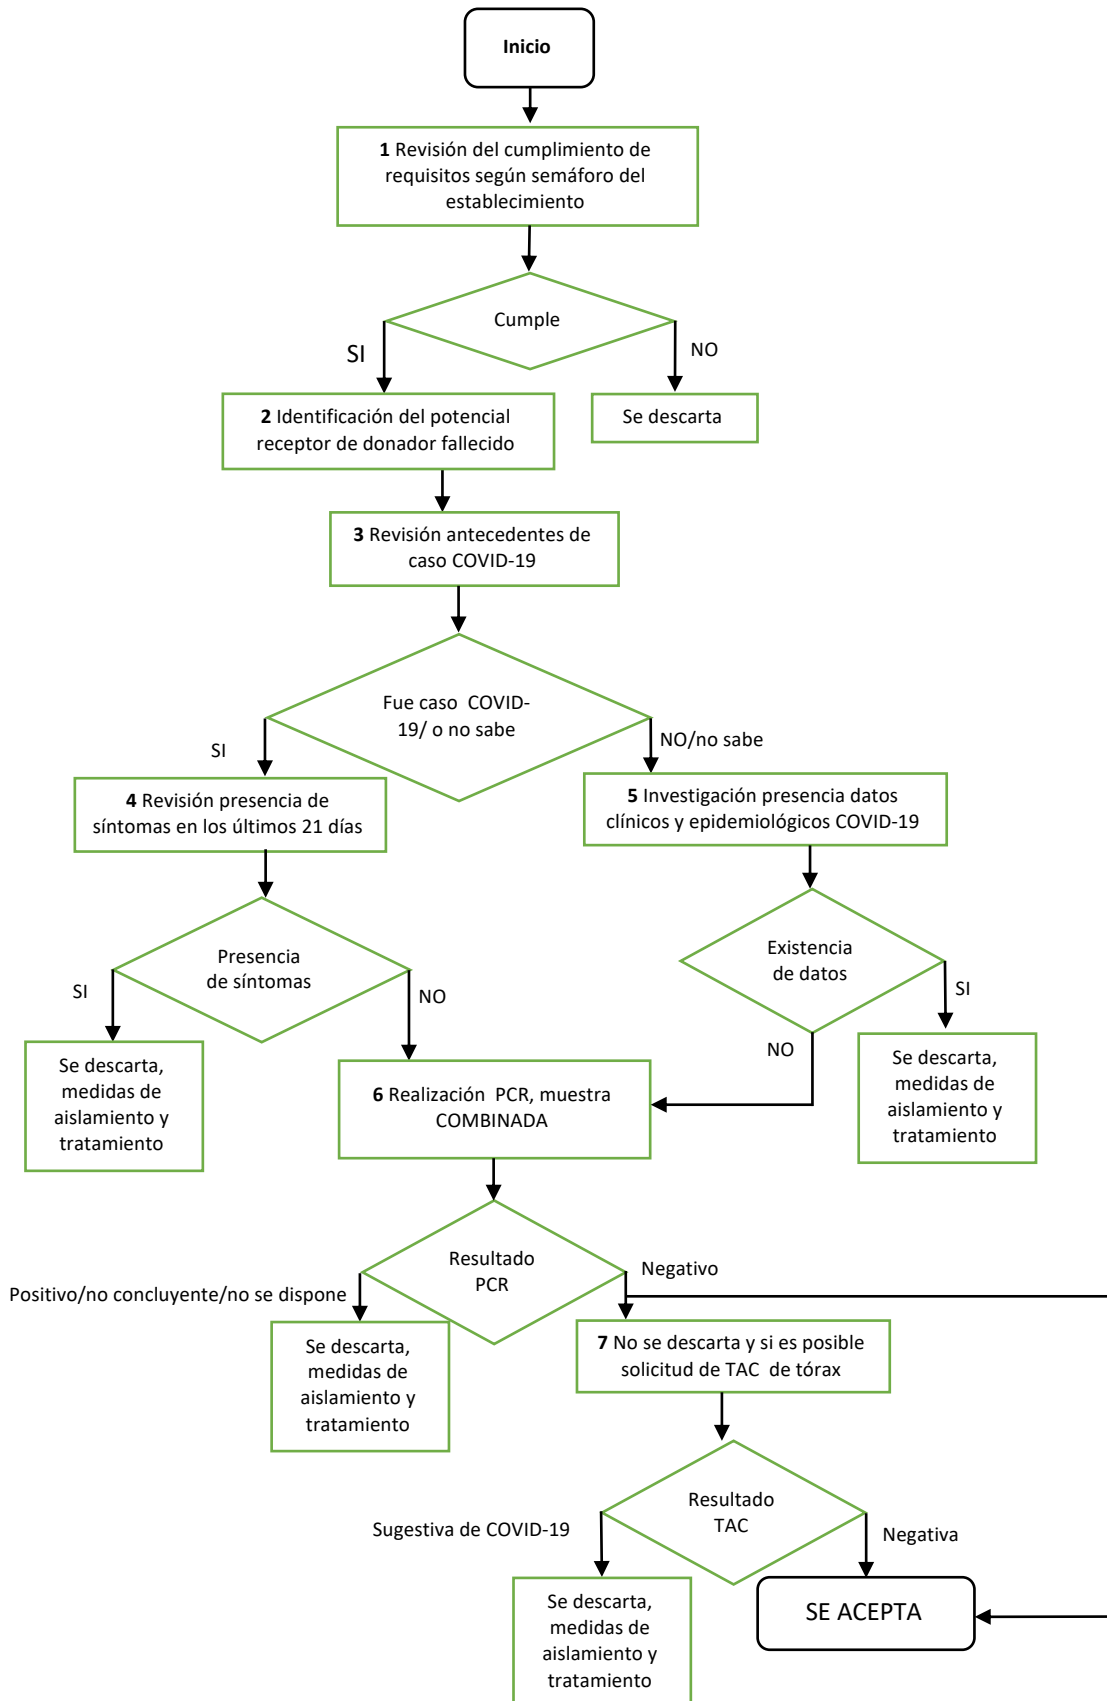 Inicio
1 Revisión del cumplimiento de
requisitos según semáforo del
establecimiento
Cumple
SI
NO
2 Identificación del potencial
receptor de donador fallecido
Se descarta
3 Revisión antecedentes de
caso COVID-19
Fue caso  COVID-
19/ o no sabe
SI
NO/no sabe
4 Revisión presencia de
síntomas en los últimos 21 días
5 Investigación presencia datos
clínicos y epidemiológicos COVID-19
Presencia
de síntomas
Existencia
de datos
SI
NO
SI
NO
Se descarta,
medidas de
aislamiento y
tratamiento
6 Realización  PCR, muestra
COMBINADA
Se descarta,
medidas de
aislamiento y
tratamiento
Resultado
PCR
Positivo/no concluyente/no se dispone
Negativo
Se descarta,
medidas de
aislamiento y
tratamiento
7 No se descarta y si es posible
solicitud de TAC  de tórax
Resultado
TAC
Sugestiva de COVID-19
Negativa
Se descarta,
medidas de
aislamiento y
tratamiento
SE ACEPTA